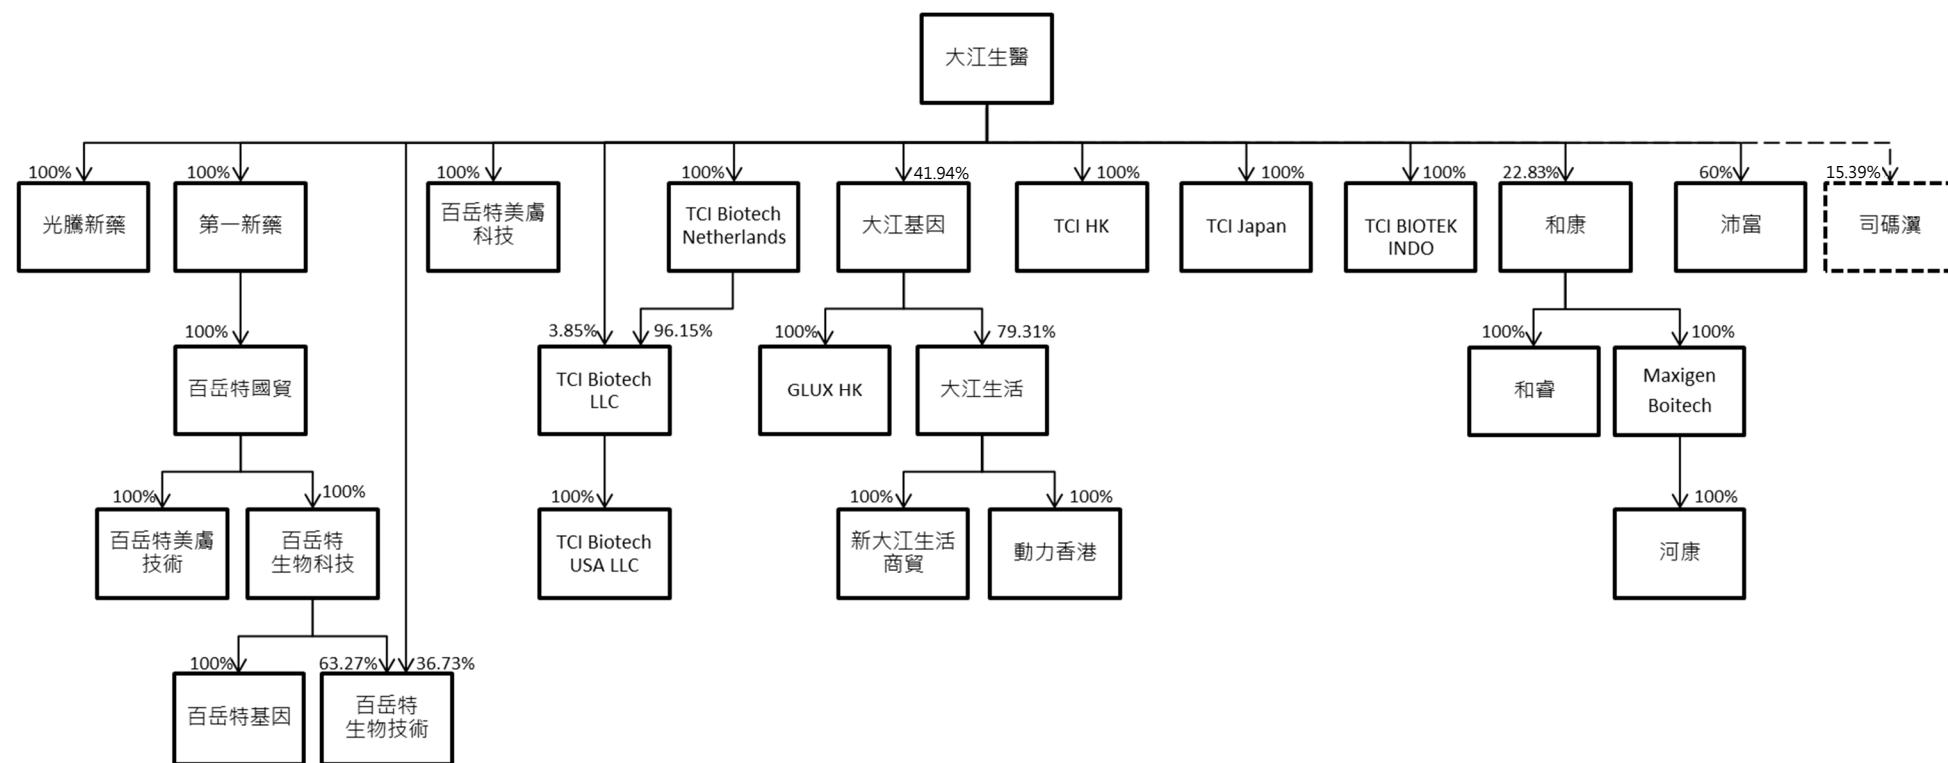 大江生醫
100%
100%
100%
100%
41.94%
100%
100%
100%
22.83%
60%
15.39%
光騰新藥
第一新藥
百岳特美膚
科技
TCI Biotech
Netherlands
大江基因
TCI HK
TCI Japan
TCI BIOTEK
INDO
和康
沛富
司碼瀷
100%
3.85%
96.15%
100%
79.31%
100%
100%
百岳特國貿
TCI Biotech
LLC
GLUX HK
大江生活
和睿
Maxigen
Boitech
100%
100%
100%
100%
100%
100%
百岳特美膚
技術
百岳特
生物科技
TCI Biotech
USA LLC
新大江生活
商貿
動力香港
河康
100%
63.27%
36.73%
百岳特基因
百岳特
生物技術